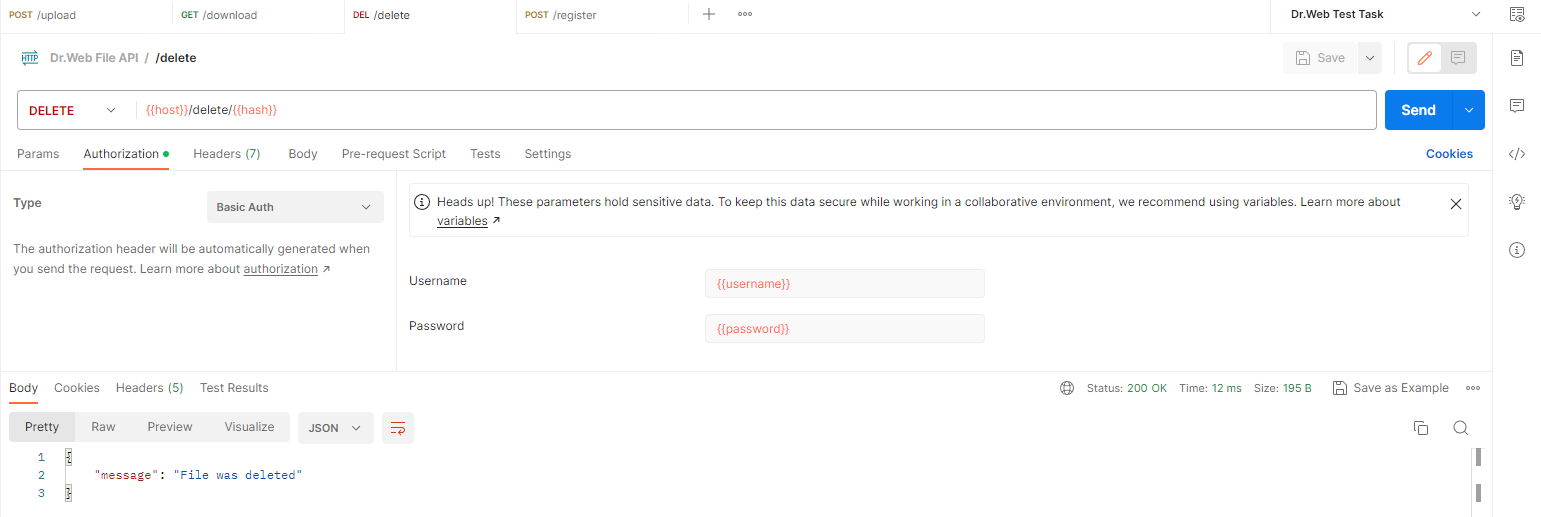 POST /upload
GET /download
DEL /delete
POST /register
Dr.Web Test Task
HTTP Dr.Web File API / /delete
Save
DELETE {{host}}/delete/{{hash}}
Send
Params Authorization Headers (7) Body Pre-request Script Tests Settings
Cookies
Type
Basic Auth
The authorization header will be automatically generated when
you send the request. Learn more about authorization ↗
Heads up! These parameters hold sensitive data. To keep this data secure while working in a collaborative environment, we recommend using variables. Learn more about
variables ↗
Username {{username}}
Password {{password}}
Body Cookies Headers (5) Test Results
Status: 200 OK Time: 12 ms Size: 195 B Save as Example
Pretty Raw Preview Visualize JSON
1 {
2 "message": "File was deleted"
3 }